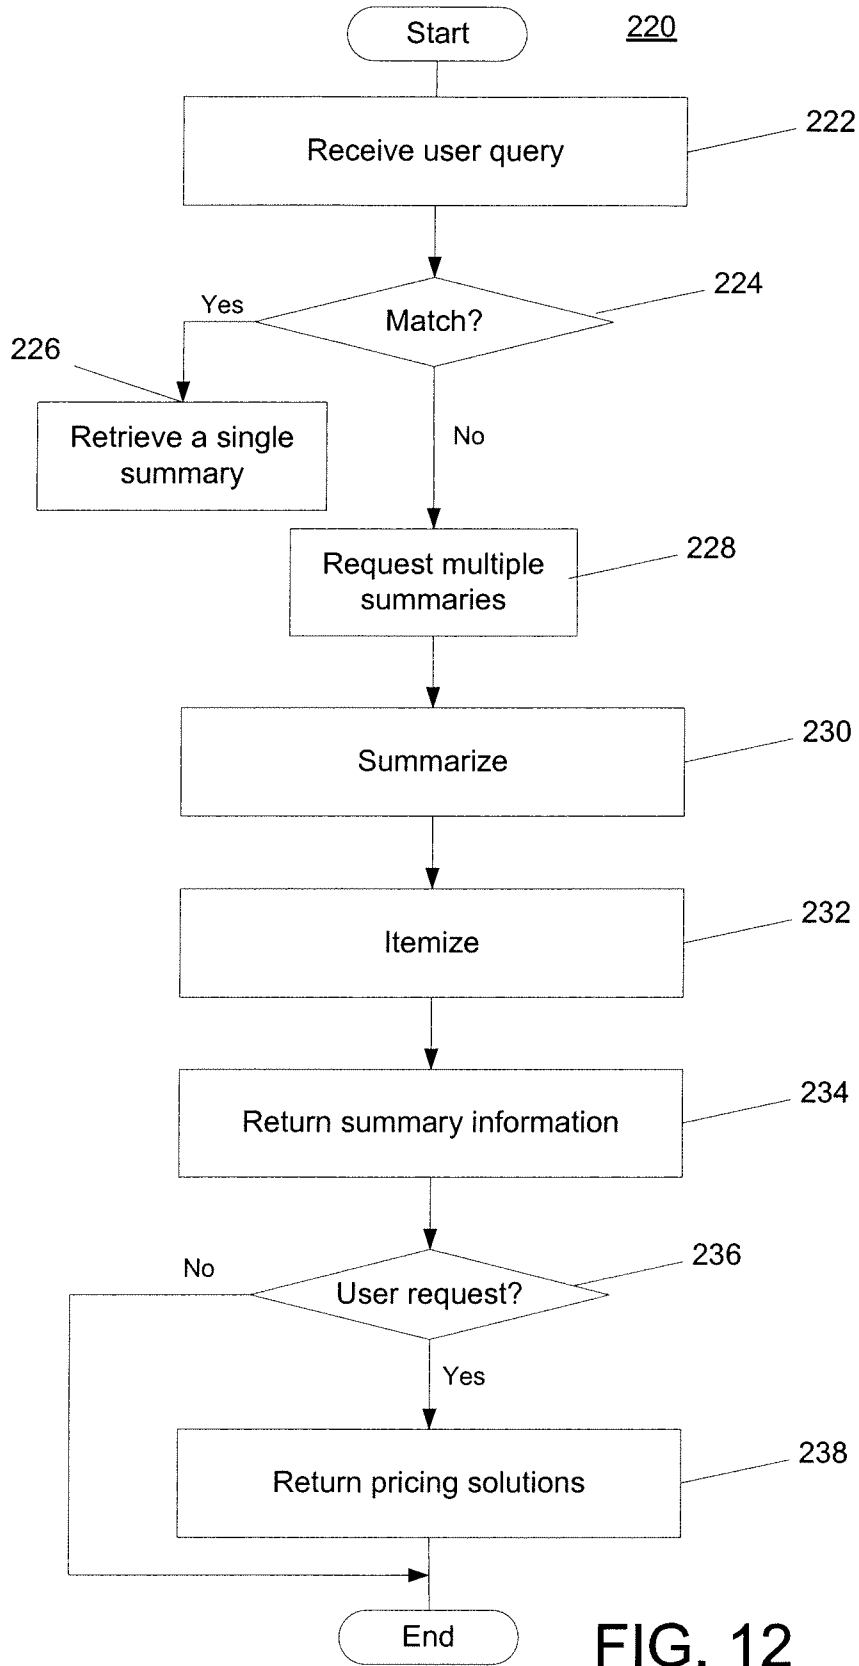 Start
220
Receive user query
222
Match?
224
Yes
226
Retrieve a single
summary
No
Request multiple
summaries
228
Summarize
230
Itemize
232
Return summary information
234
User request?
236
No
Yes
Return pricing solutions
238
End
FIG. 12